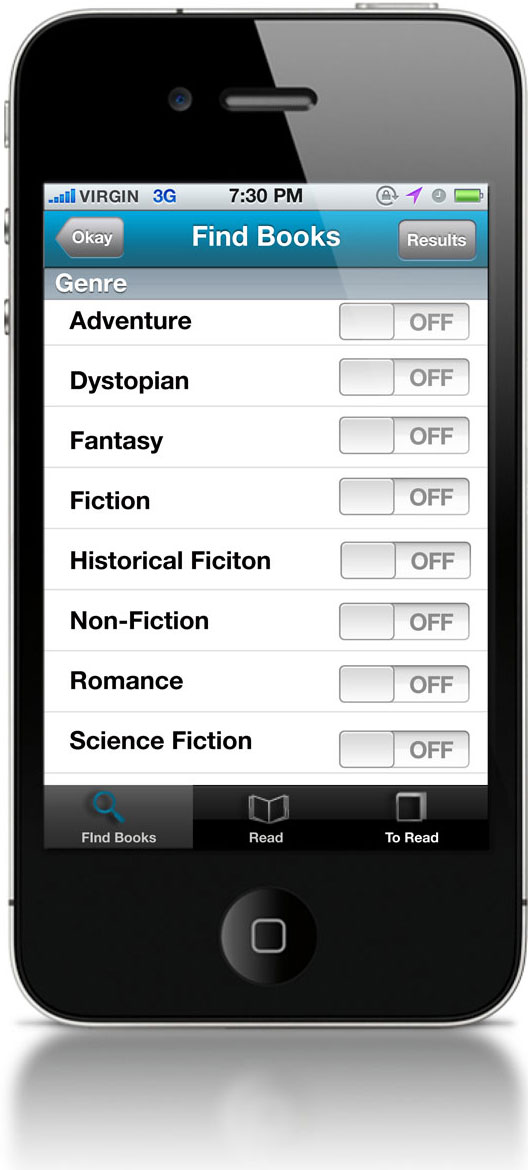 VIRGIN 3G 7:30 PM
Okay Find Books Results
Genre
Adventure OFF
Dystopian OFF
Fantasy OFF
Fiction OFF
Historical Ficiton OFF
Non-Fiction OFF
Romance OFF
Science Fiction OFF
FInd Books Read To Read